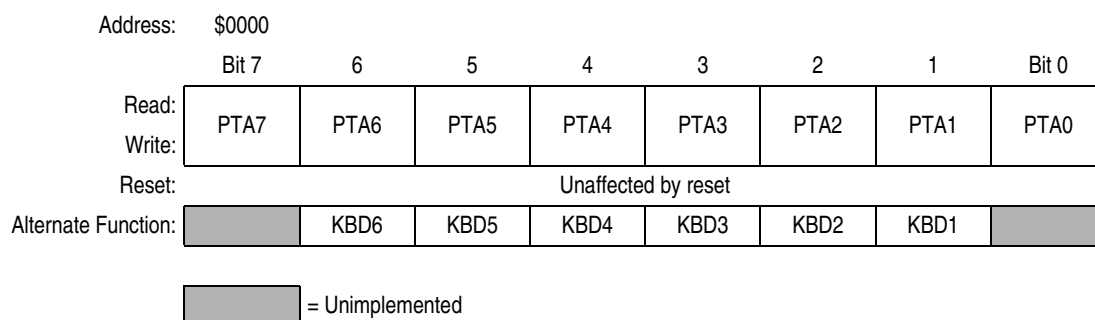 Address: $0000
Bit 7 6 5 4 3 2 1 Bit 0
Read:
PTA7 PTA6 PTA5 PTA4 PTA3 PTA2 PTA1 PTA0
Write:
Reset: Unaffected by reset
Alternate Function: KBD6 KBD5 KBD4 KBD3 KBD2 KBD1
= Unimplemented